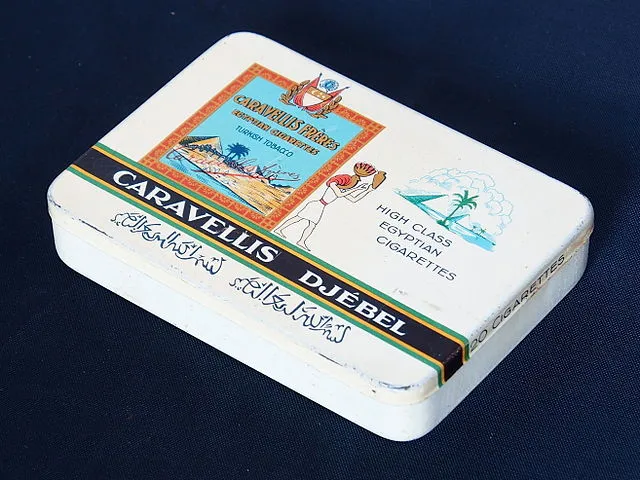 CARAVELLIS FRÈRES
EGYPTIAN CIGARETTES
TURKISH TOBACCO
HIGH CLASS
EGYPTIAN
CIGARETTES
CARAVELLIS DJÉBEL
20 CIGARETTES